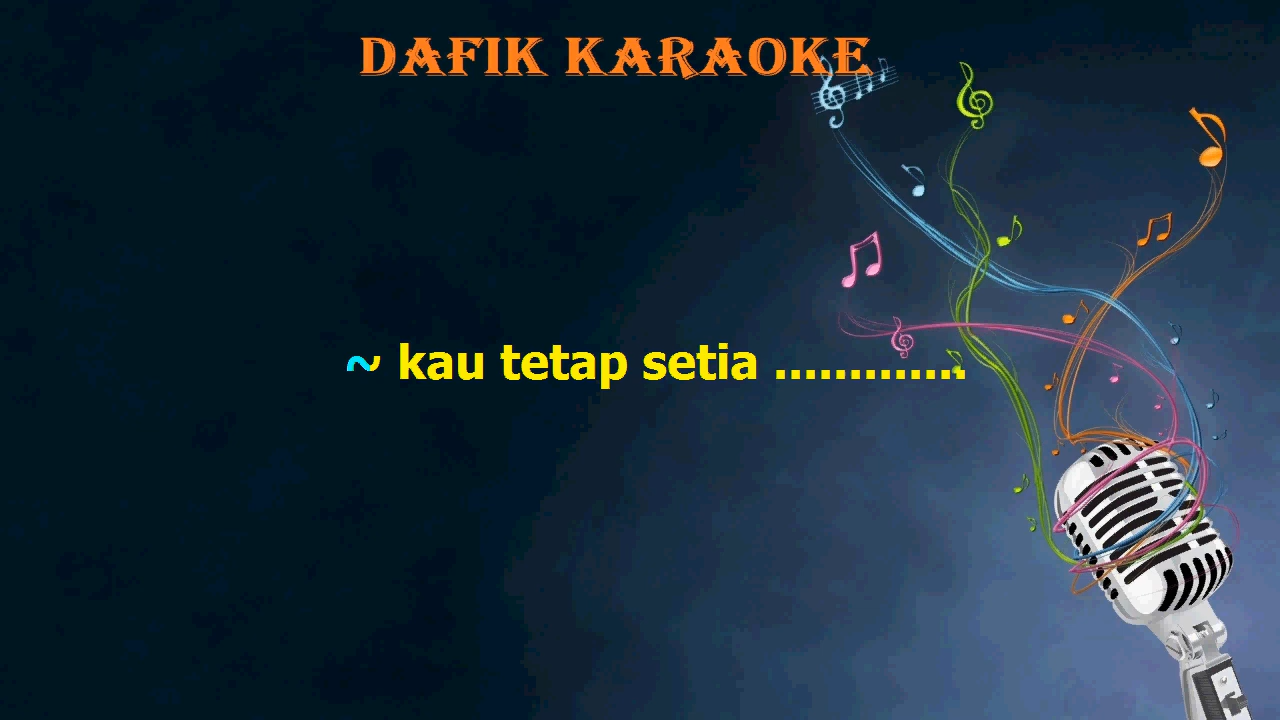 DAFIK KARAOKE
~ kau tetap setia .............